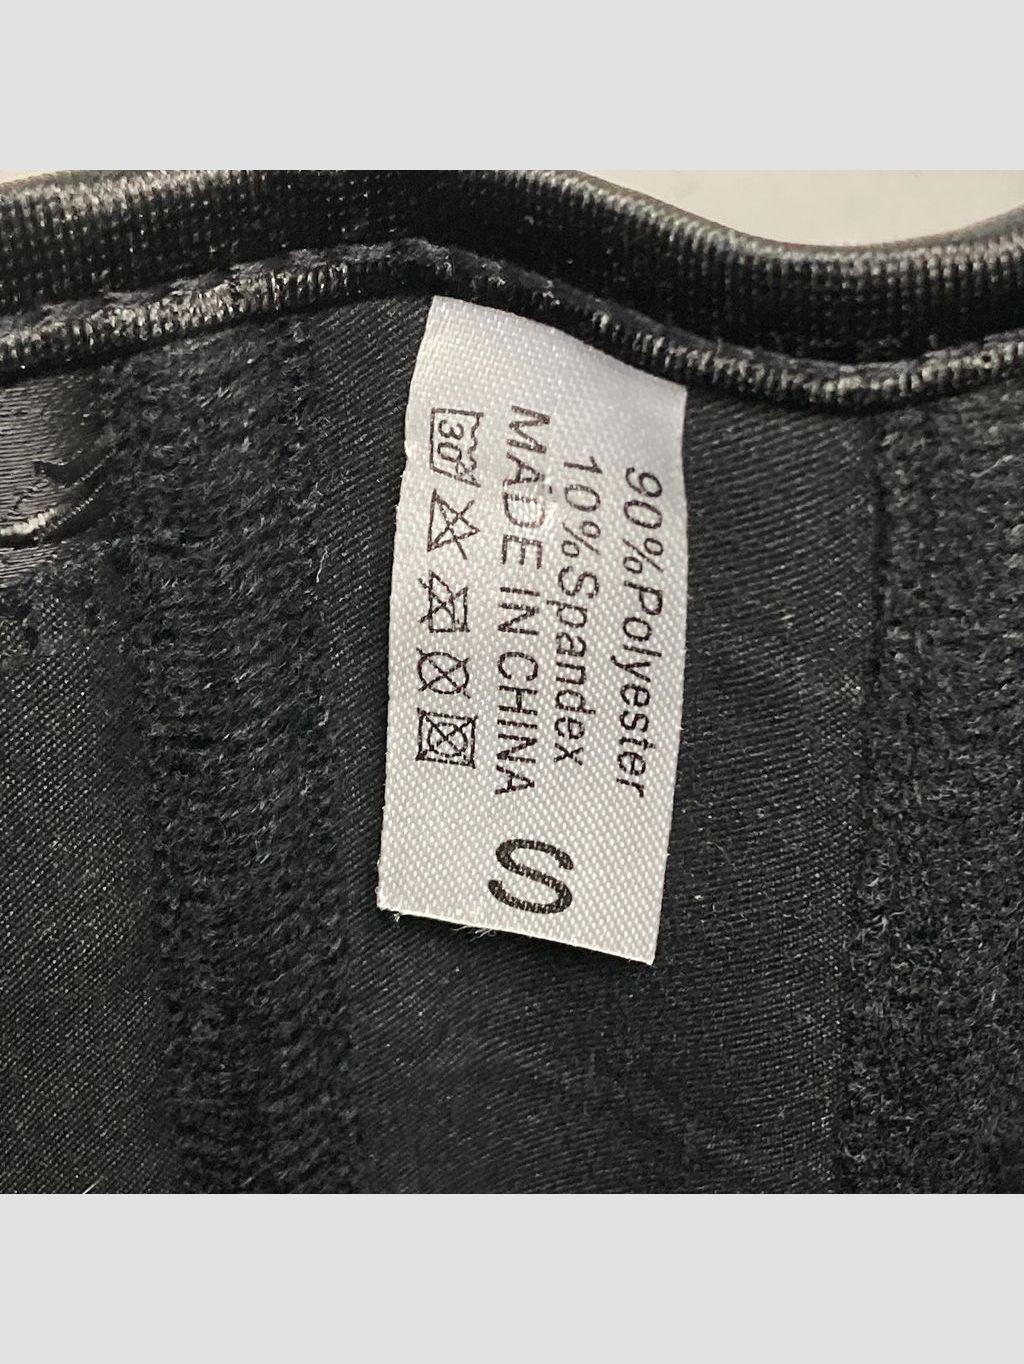 90%Polyester
10%Spandex
MADE IN CHINA
30
S